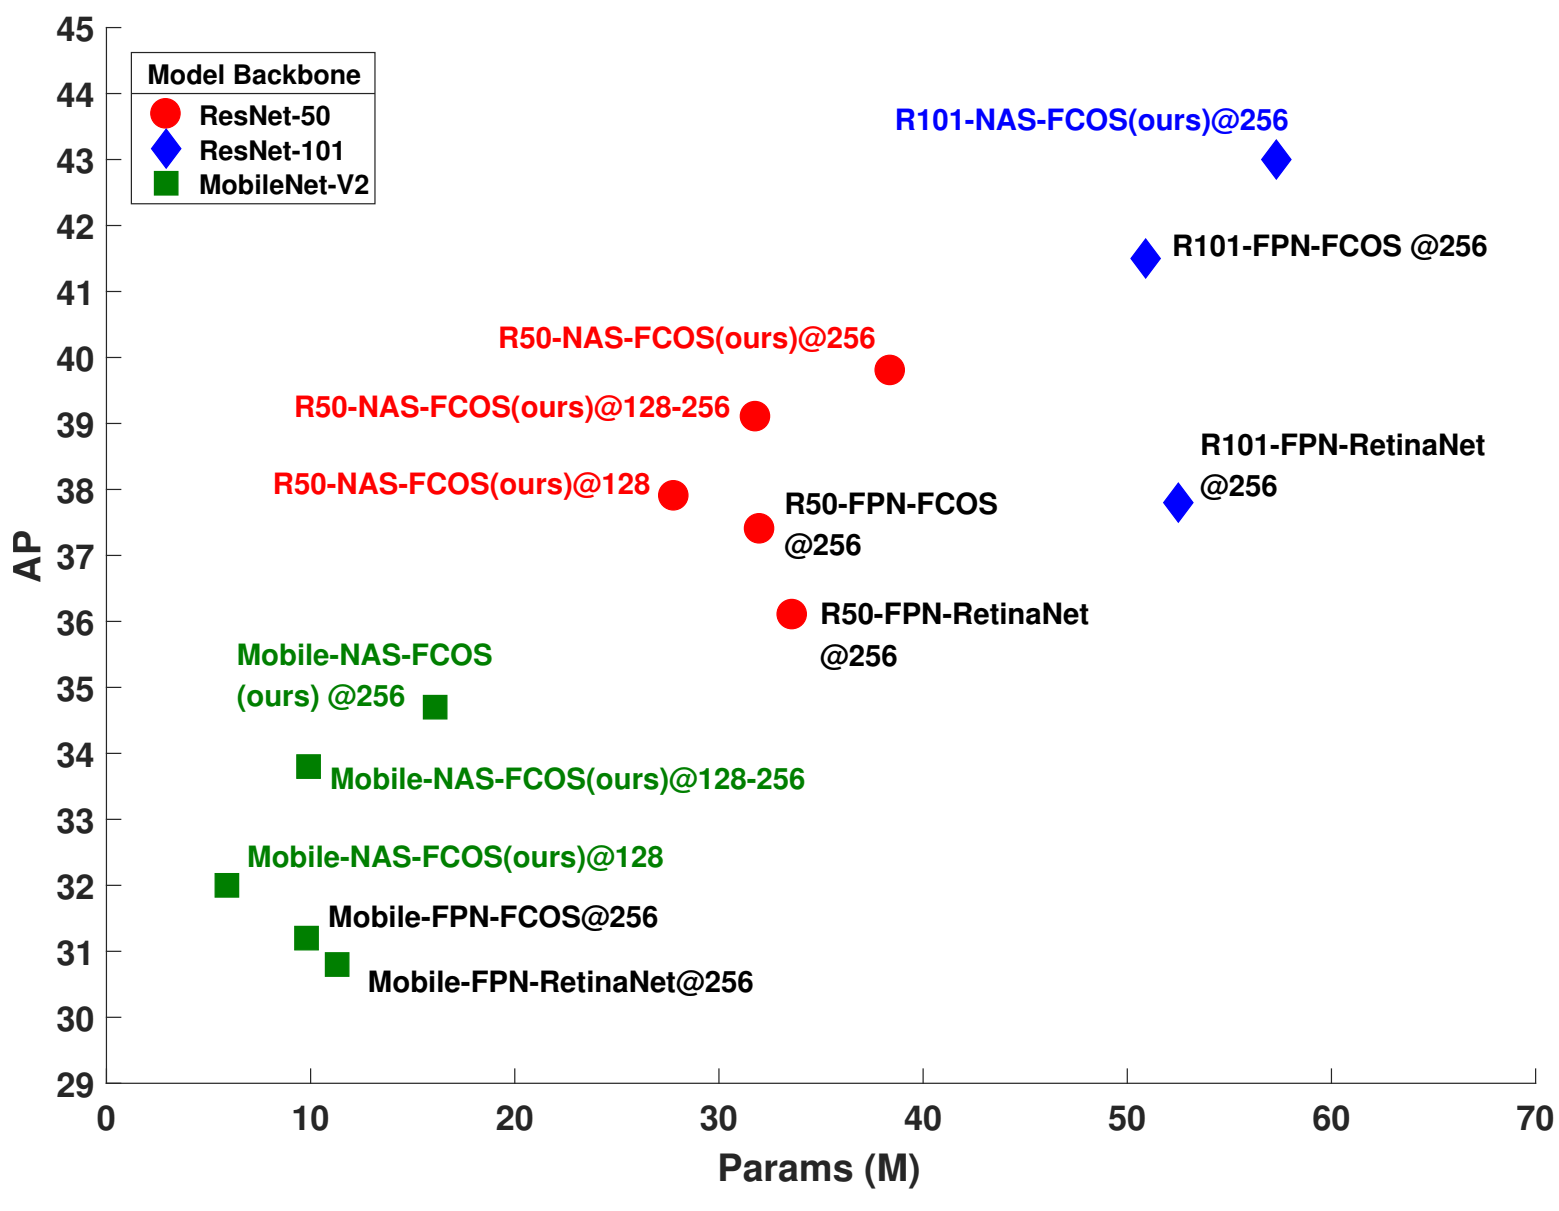 45
44
43
42
41
40
39
38
37
36
35
34
33
32
31
30
29
AP
Model Backbone
ResNet-50
ResNet-101
MobileNet-V2
R101-NAS-FCOS(ours)@256
R101-FPN-FCOS @256
R50-NAS-FCOS(ours)@256
R50-NAS-FCOS(ours)@128-256
R101-FPN-RetinaNet
@256
R50-NAS-FCOS(ours)@128
R50-FPN-FCOS
@256
R50-FPN-RetinaNet
@256
Mobile-NAS-FCOS
(ours) @256
Mobile-NAS-FCOS(ours)@128-256
Mobile-NAS-FCOS(ours)@128
Mobile-FPN-FCOS@256
Mobile-FPN-RetinaNet@256
0 10 20 30 40 50 60 70
Params (M)